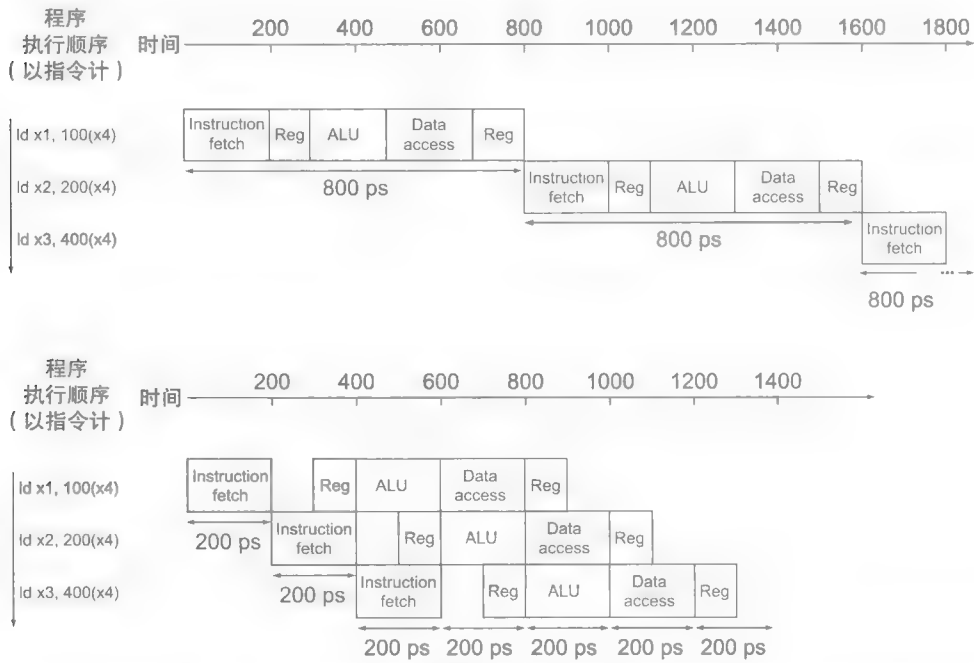 程序
执行顺序
（以指令计）
时间
200 400 600 800 1000 1200 1400 1600 1800
ld x1, 100(x4)
Instruction fetch Reg ALU Data access Reg
800 ps
ld x2, 200(x4)
Instruction fetch Reg ALU Data access Reg
800 ps
ld x3, 400(x4)
Instruction fetch
...
800 ps
程序
执行顺序
（以指令计）
时间
200 400 600 800 1000 1200 1400
ld x1, 100(x4)
Instruction fetch Reg ALU Data access Reg
200 ps
ld x2, 200(x4)
Instruction fetch Reg ALU Data access Reg
200 ps
ld x3, 400(x4)
Instruction fetch Reg ALU Data access Reg
200 ps 200 ps 200 ps 200 ps 200 ps